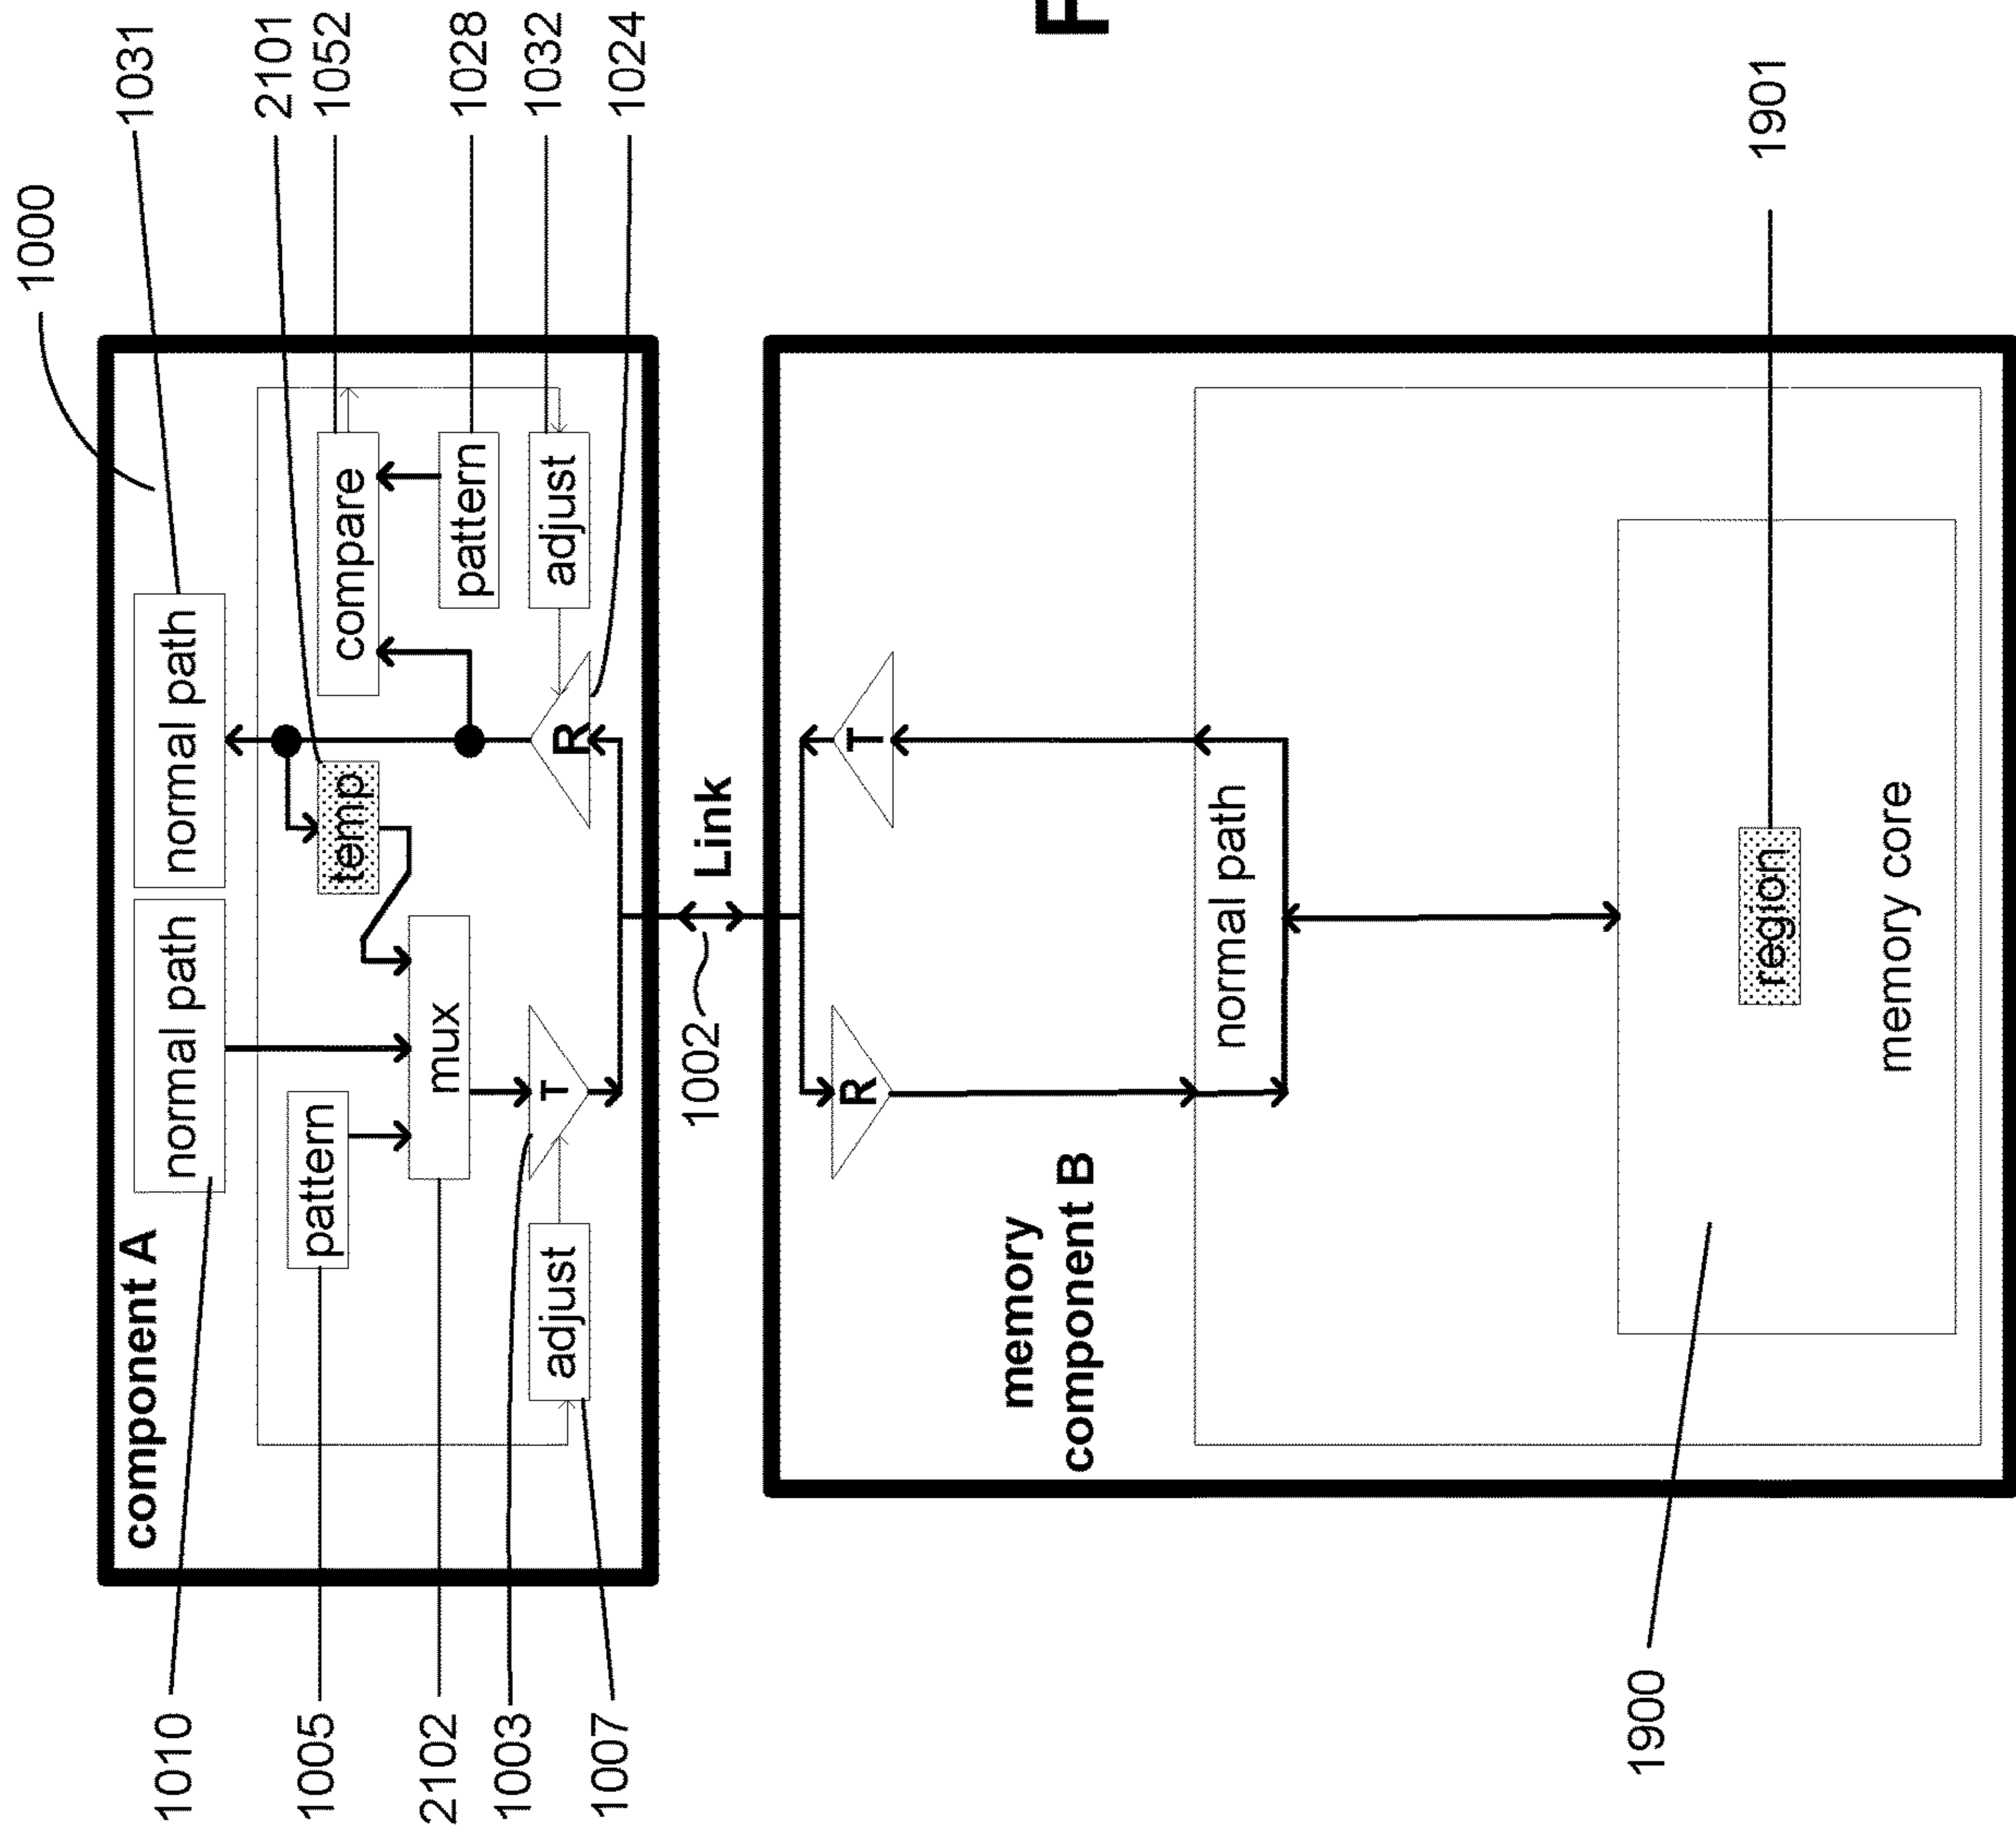 1000
component A
normal path
normal path
1031
1010
2101
pattern
temp
compare
1052
1005
mux
pattern
1028
2102
1003
T
R
adjust
adjust
1032
1007
1024
1002
Link
R
T
memory
component B
F
normal path
region
1901
1900
memory core